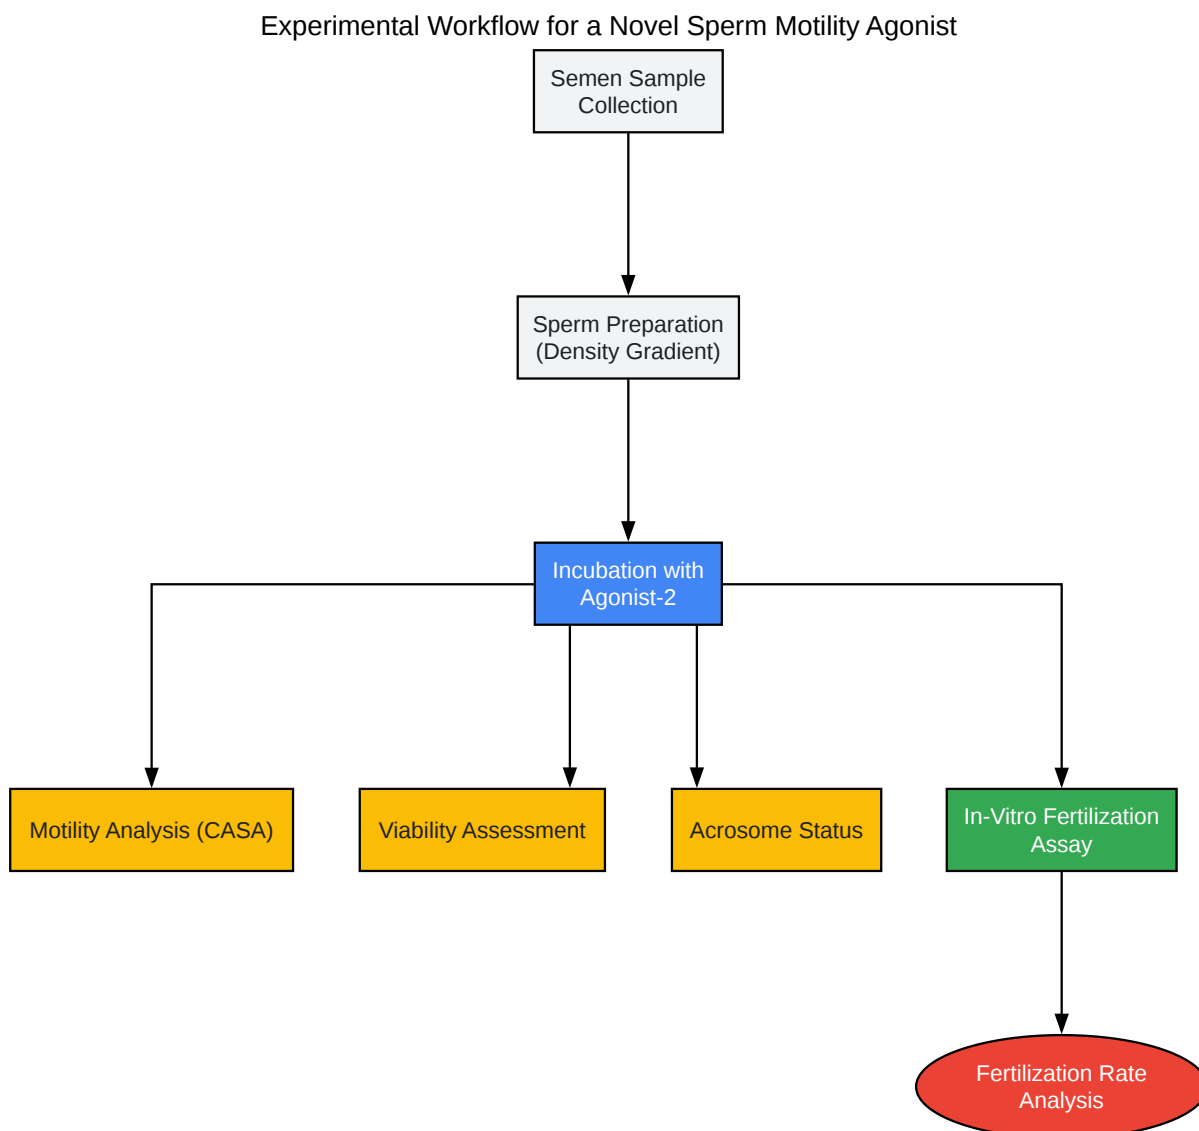 Experimental Workflow for a Novel Sperm Motility Agonist
Semen Sample
Collection
Sperm Preparation
(Density Gradient)
Incubation with
Agonist-2
Motility Analysis (CASA)
Viability Assessment
Acrosome Status
In-Vitro Fertilization
Assay
Fertilization Rate
Analysis